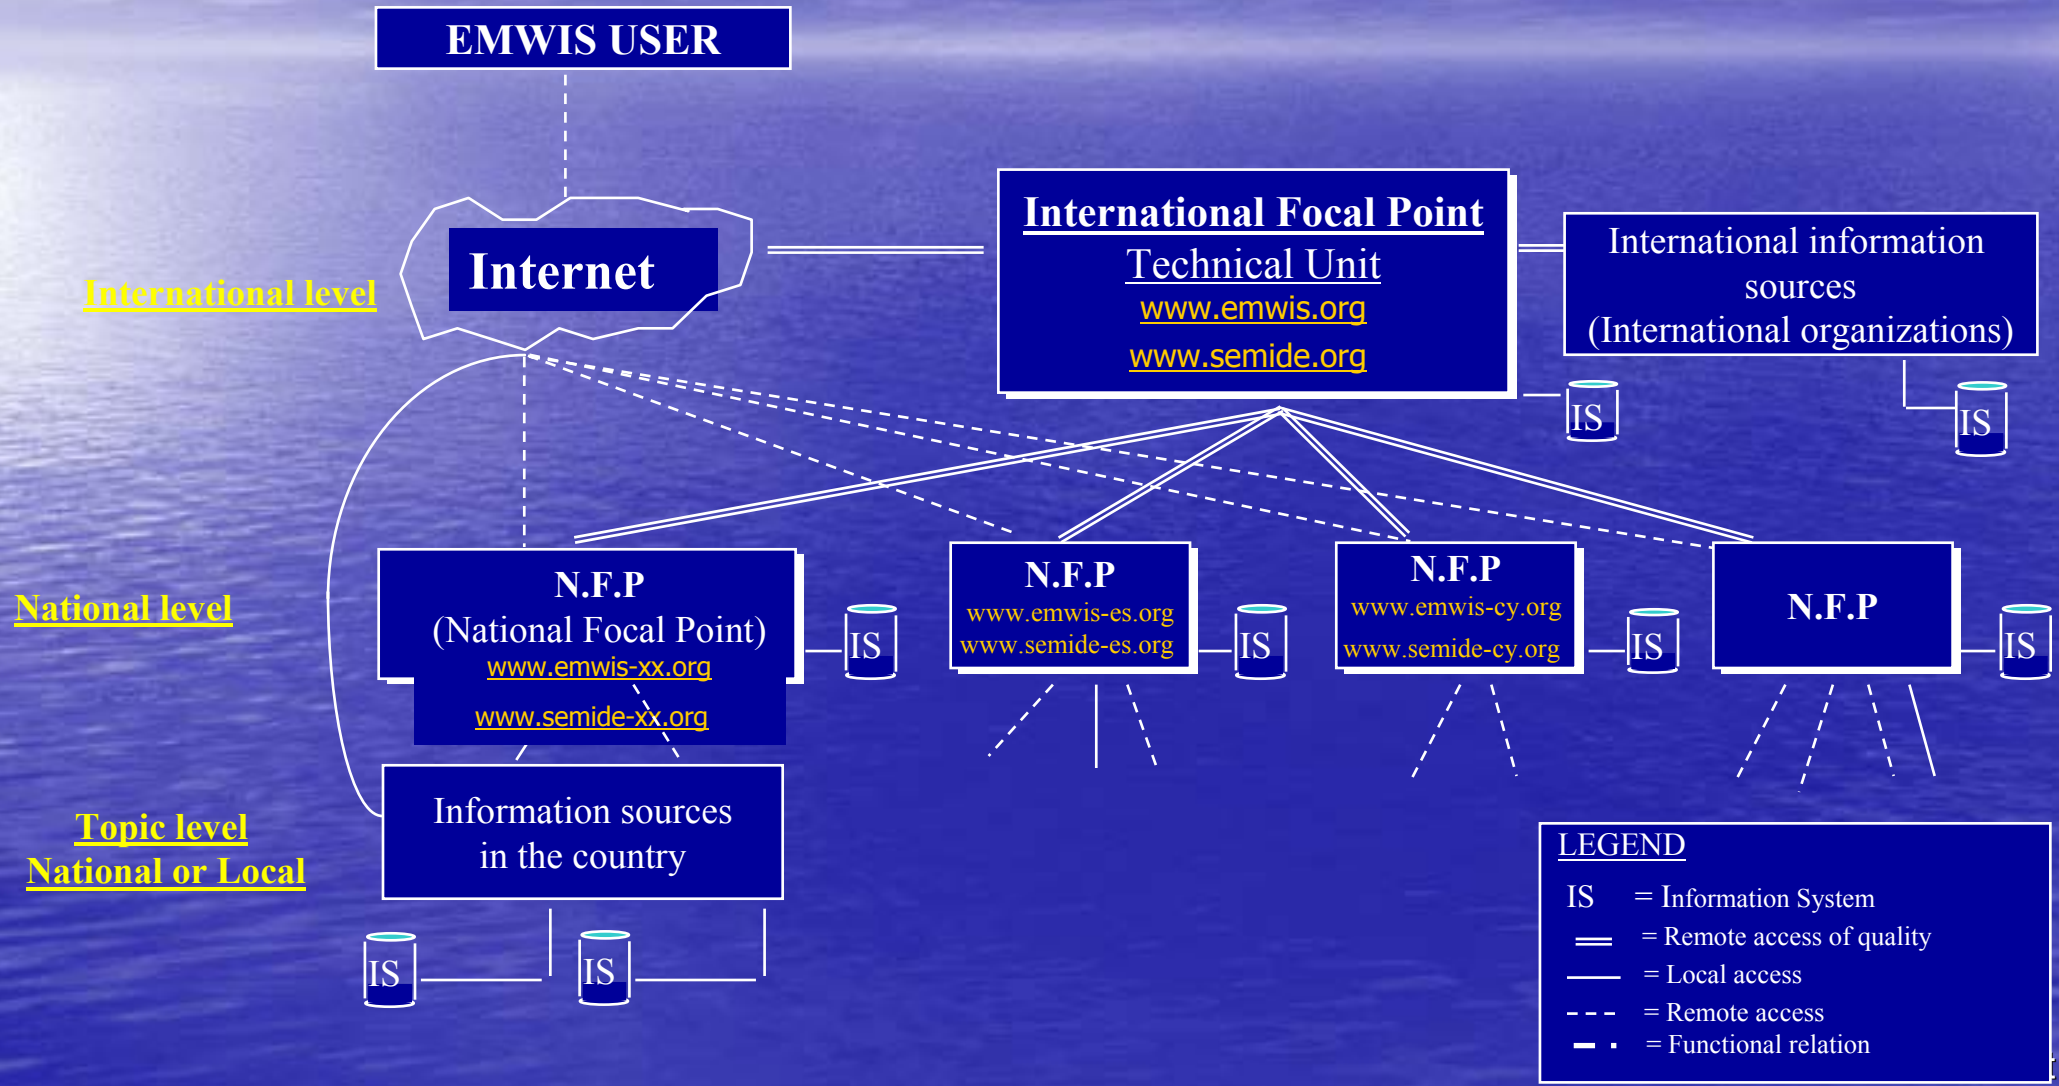 EMWIS USER
International Focal Point
Technical Unit
www.emwis.org
www.semide.org
International information
sources
(International organizations)
Internet
International level
IS
IS
N.F.P
(National Focal Point)
www.emwis-xx.org
www.semide-xx.org
IS
N.F.P
www.emwis-es.org
www.semide-es.org
IS
N.F.P
www.emwis-cy.org
www.semide-cy.org
IS
N.F.P
IS
National level
Topic level
National or Local
Information sources
in the country
IS
IS
LEGEND
IS = Information System
= Remote access of quality
= Local access
= Remote access
= Functional relation